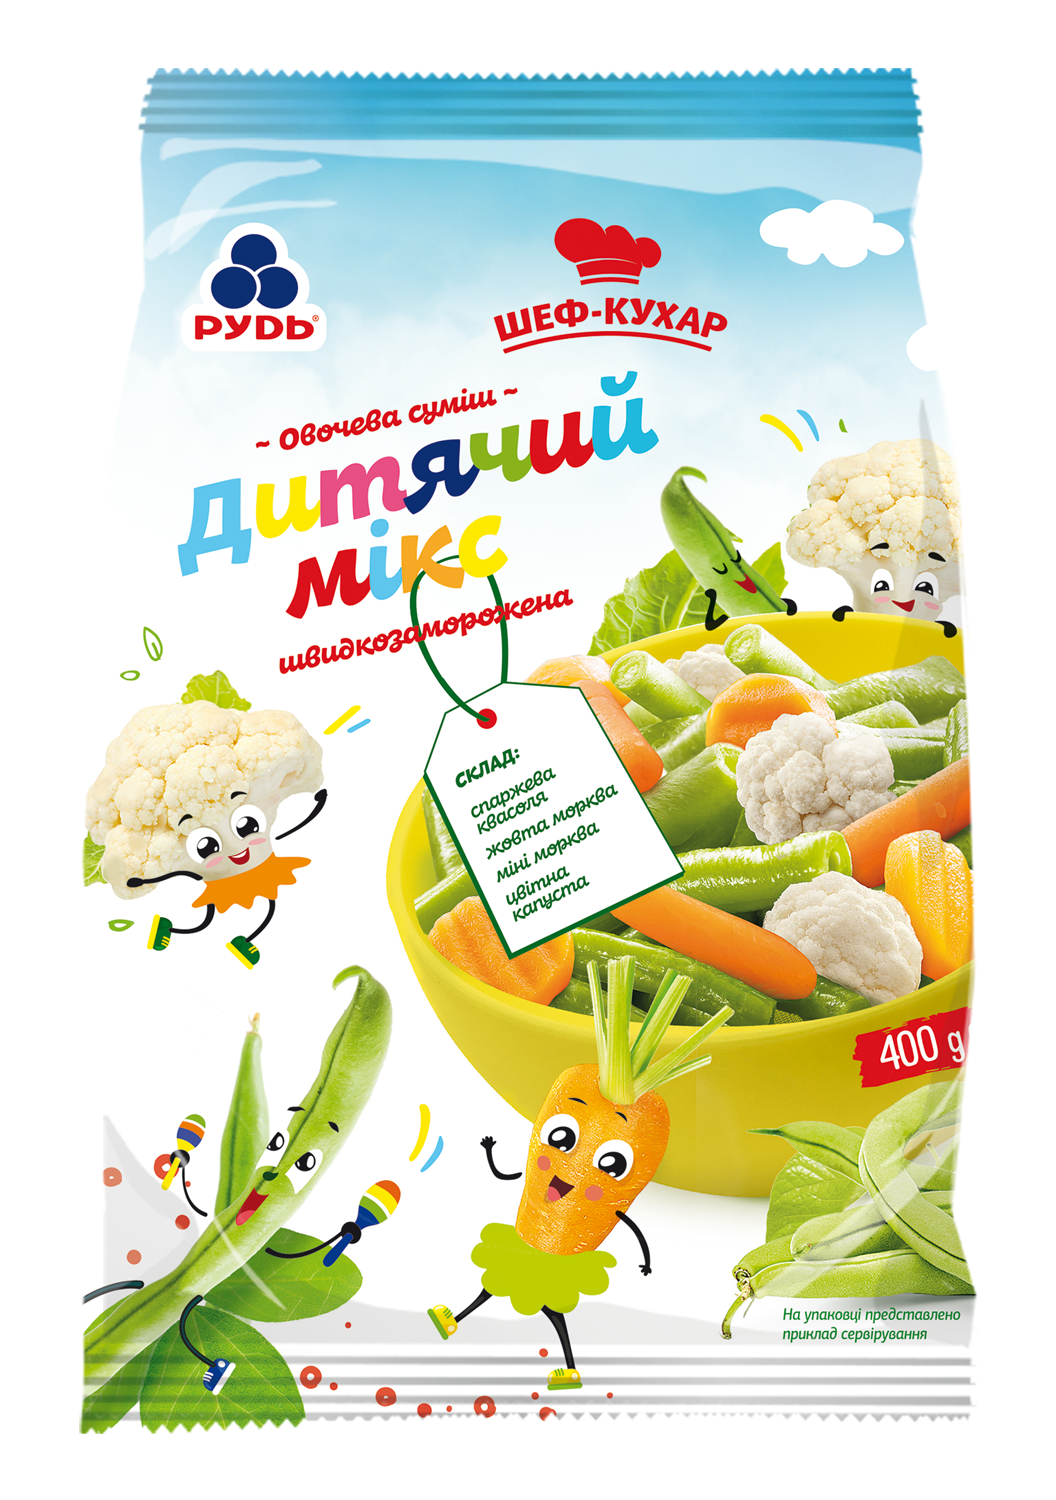 РУДЬ®
ШЕФ-КУХАР
~ Овочева суміш ~
Дитячий
мікс
швидкозаморожена
СКЛАД:
спаржева
квасоля
жовта морква
міні морква
цвітна
капуста
400 g
На упаковці представлено
приклад сервірування